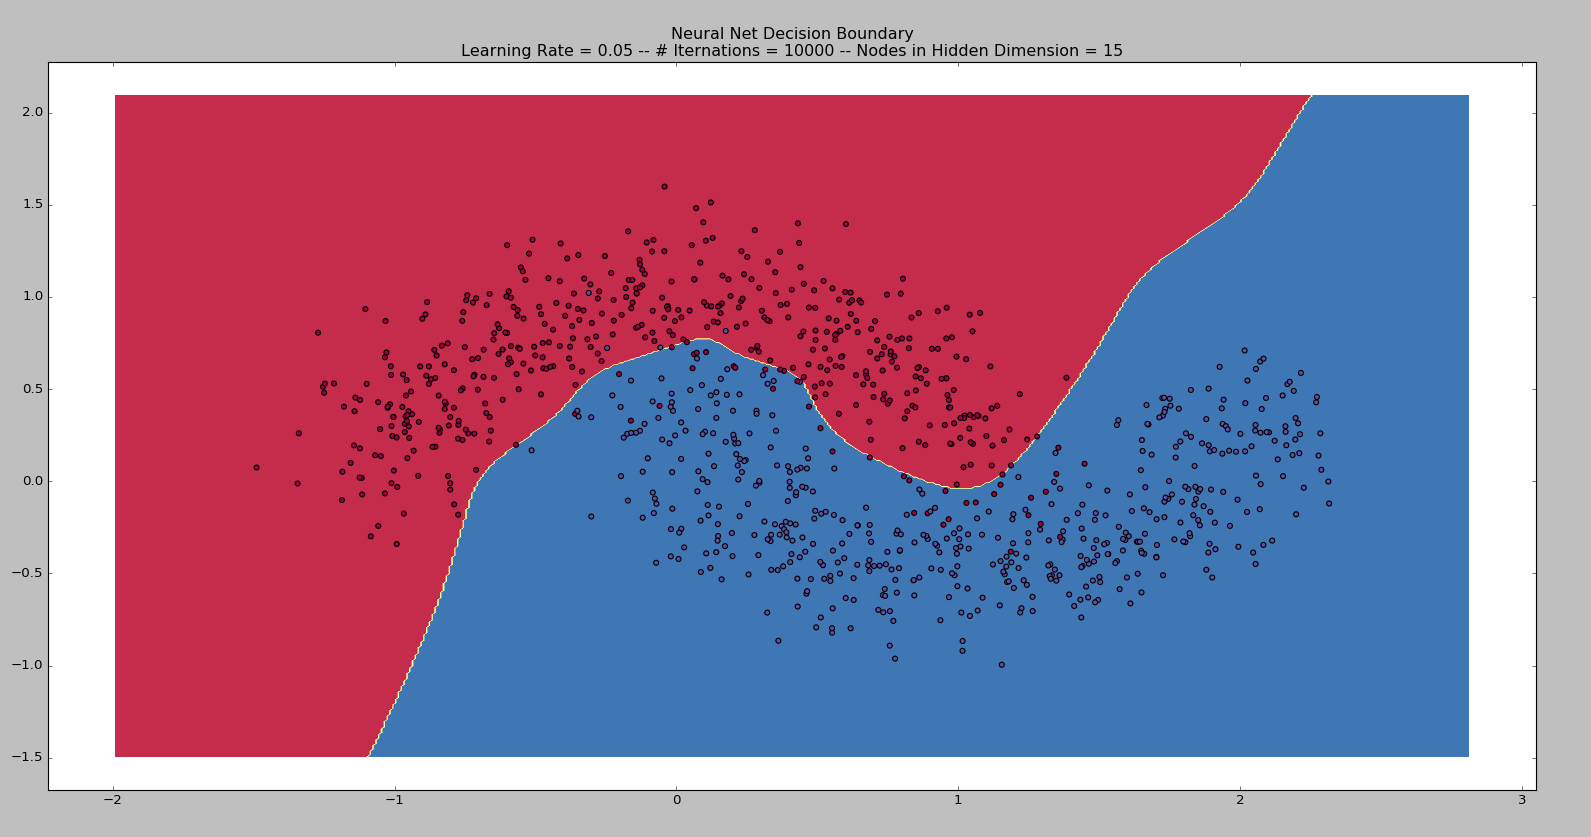 Neural Net Decision Boundary
Learning Rate = 0.05 -- # Iternations = 10000 -- Nodes in Hidden Dimension = 15
2.0
1.5
1.0
0.5
0.0
−0.5
−1.0
−1.5
−2 −1 0 1 2 3